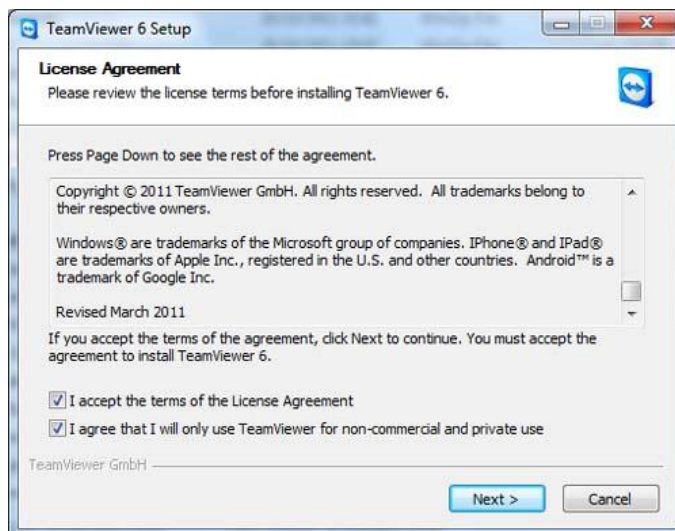 TeamViewer 6 Setup
License Agreement
Please review the license terms before installing TeamViewer 6.
Press Page Down to see the rest of the agreement.
Copyright © 2011 TeamViewer GmbH. All rights reserved.  All trademarks belong to
their respective owners.
Windows® are trademarks of the Microsoft group of companies. IPhone® and IPad®
are trademarks of Apple Inc., registered in the U.S. and other countries.  Android™ is a
trademark of Google Inc.
Revised March 2011
If you accept the terms of the agreement, click Next to continue. You must accept the
agreement to install TeamViewer 6.
I accept the terms of the License Agreement
I agree that I will only use TeamViewer for non-commercial and private use
TeamViewer GmbH
Next >
Cancel